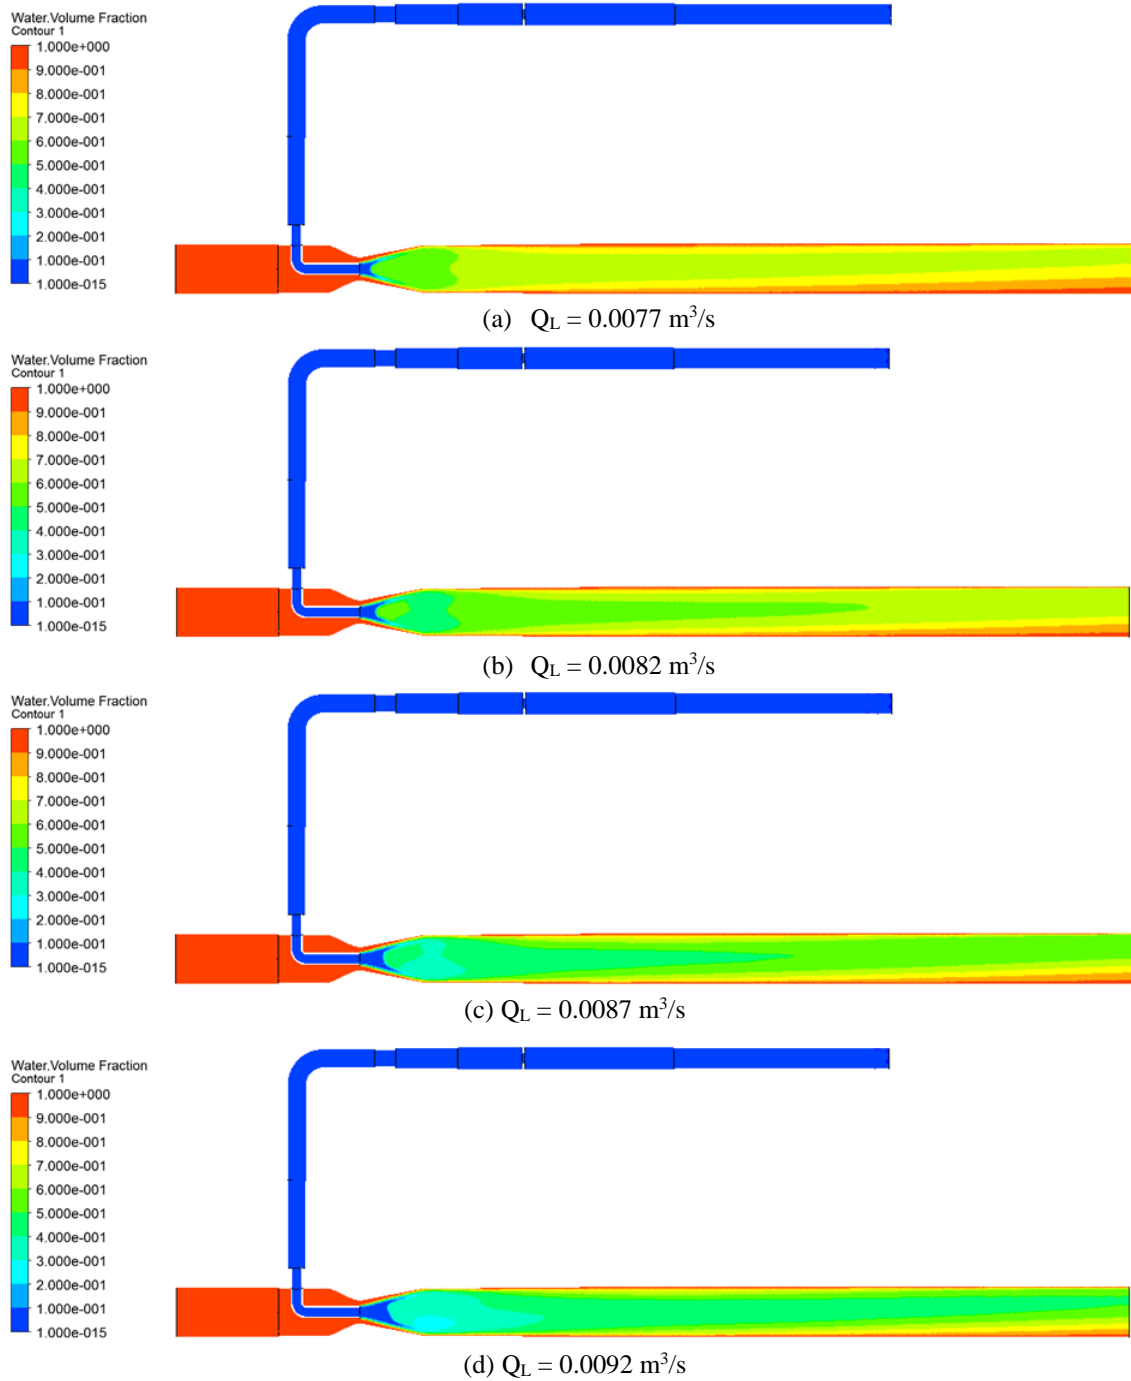 Water.Volume Fraction
Contour 1
1.000e+000
9.000e-001
8.000e-001
7.000e-001
6.000e-001
5.000e-001
4.000e-001
3.000e-001
2.000e-001
1.000e-001
1.000e-015
(a) Q_L = 0.0077 m³/s
Water.Volume Fraction
Contour 1
1.000e+000
9.000e-001
8.000e-001
7.000e-001
6.000e-001
5.000e-001
4.000e-001
3.000e-001
2.000e-001
1.000e-001
1.000e-015
(b) Q_L = 0.0082 m³/s
Water.Volume Fraction
Contour 1
1.000e+000
9.000e-001
8.000e-001
7.000e-001
6.000e-001
5.000e-001
4.000e-001
3.000e-001
2.000e-001
1.000e-001
1.000e-015
(c) Q_L = 0.0087 m³/s
Water.Volume Fraction
Contour 1
1.000e+000
9.000e-001
8.000e-001
7.000e-001
6.000e-001
5.000e-001
4.000e-001
3.000e-001
2.000e-001
1.000e-001
1.000e-015
(d) Q_L = 0.0092 m³/s